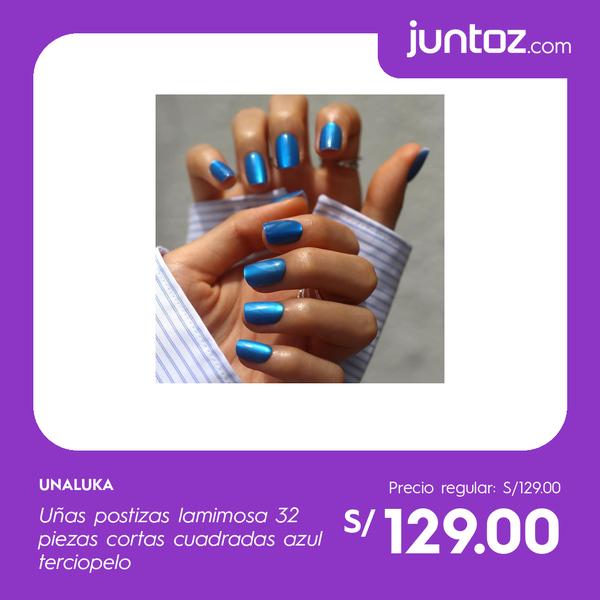 juntoz.com
UNALUKA
Uñas postizas lamimosa 32
piezas cortas cuadradas azul
terciopelo
Precio regular: S/129.00
S/ 129.00